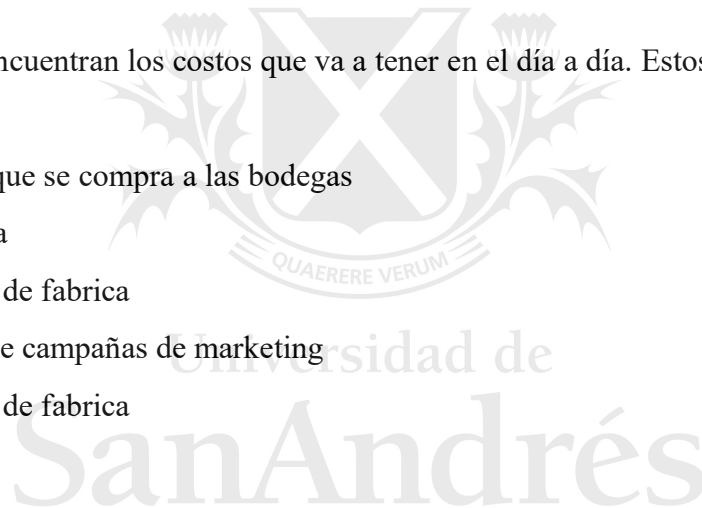 ncuentran los costos que va a tener en el día a día. Estos
que se compra a las bodegas
a
QUAERERE VERUM
de fabrica
e campañas de marketing
Universidad de
de fabrica
SanAndrés